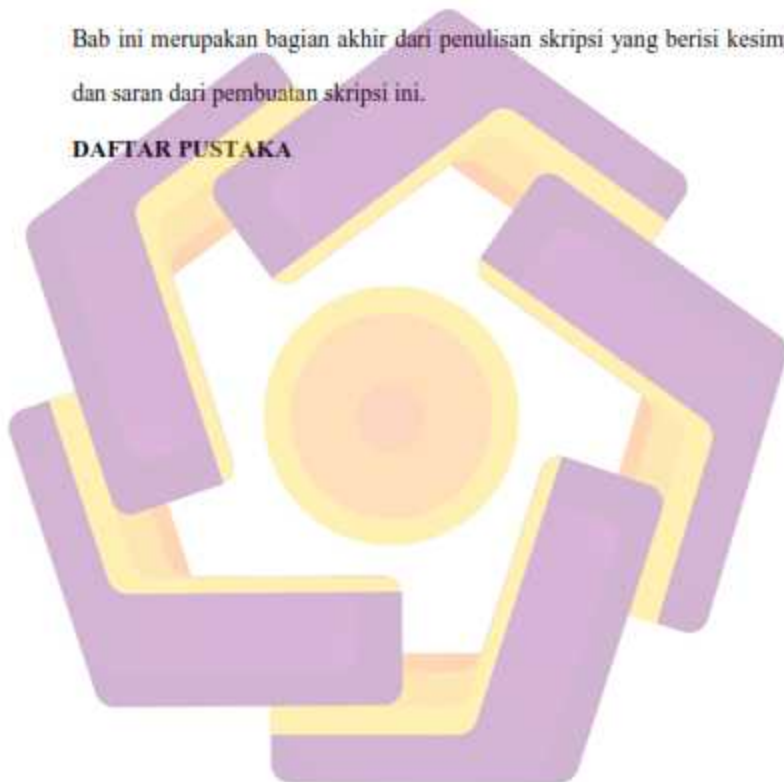 Bab ini merupakan bagian akhir dari penulisan skripsi yang berisi
dan saran dari pembuatan skripsi ini.
DAFTAR PUSTAKA